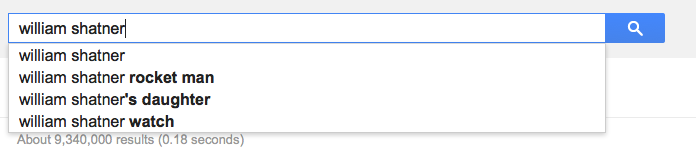 william shatner
william shatner
william shatner rocket man
william shatner's daughter
william shatner watch
About 9,340,000 results (0.18 seconds)